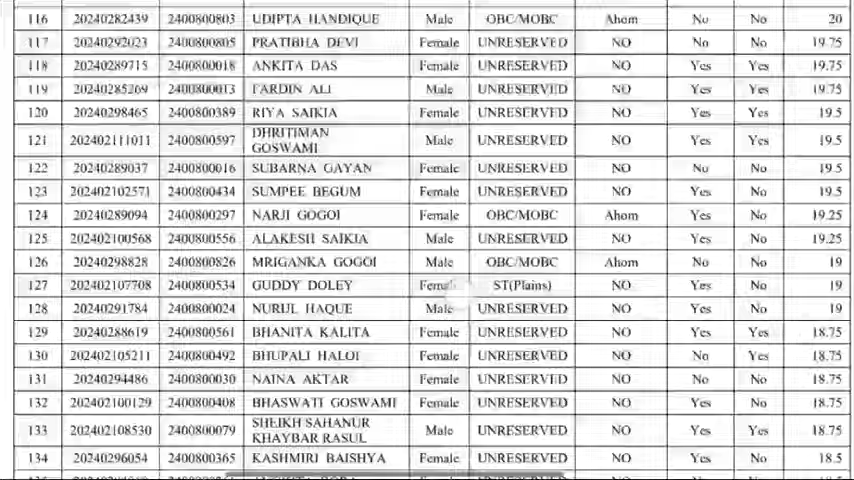 116 20240282439 2400800803 UDIPTA HANDIQUE Male OBC/MOBC Ahom No No 20
117 20240292023 2400800805 PRATIBHA DEVI Female UNRESERVED NO No No 19.75
118 20240289715 2400800018 ANKITA DAS Female UNRESERVED NO Yes Yes 19.75
119 20240285269 2400800013 FARDIN ALI Male UNRESERVED NO Yes Yes 19.75
120 20240298465 2400800389 RIYA SAIKIA Female UNRESERVED NO Yes Yes 19.5
121 202402111011 2400800597 DHRITIMAN GOSWAMI Male UNRESERVED NO Yes Yes 19.5
122 20240289037 2400800016 SUBARNA GAYAN Female UNRESERVED NO No No 19.5
123 202402102571 2400800434 SUMPEE BEGUM Female UNRESERVED NO Yes No 19.5
124 20240289094 2400800297 NARJI GOGOI Female OBC/MOBC Ahom Yes No 19.25
125 202402100568 2400800556 ALAKESH SAIKIA Male UNRESERVED NO Yes No 19.25
126 20240298828 2400800826 MRIGANKA GOGOI Male OBC/MOBC Ahom No No 19
127 202402107708 2400800534 GUDDY DOLEY Female ST(Plains) NO Yes No 19
128 20240291784 2400800024 NURUL HAQUE Male UNRESERVED NO Yes No 19
129 20240288619 2400800561 BHANITA KALITA Female UNRESERVED NO Yes Yes 18.75
130 202402105211 2400800492 BHUPALI HALOI Female UNRESERVED NO No Yes 18.75
131 20240294486 2400800030 NAINA AKTAR Female UNRESERVED NO No No 18.75
132 202402100129 2400800408 BHASWATI GOSWAMI Female UNRESERVED NO Yes No 18.75
133 202402108530 2400800079 SHEIKH SAHANUR KHAYBAR RASUL Male UNRESERVED NO Yes Yes 18.75
134 20240296054 2400800365 KASHMIRI BAISHYA Female UNRESERVED NO Yes No 18.5